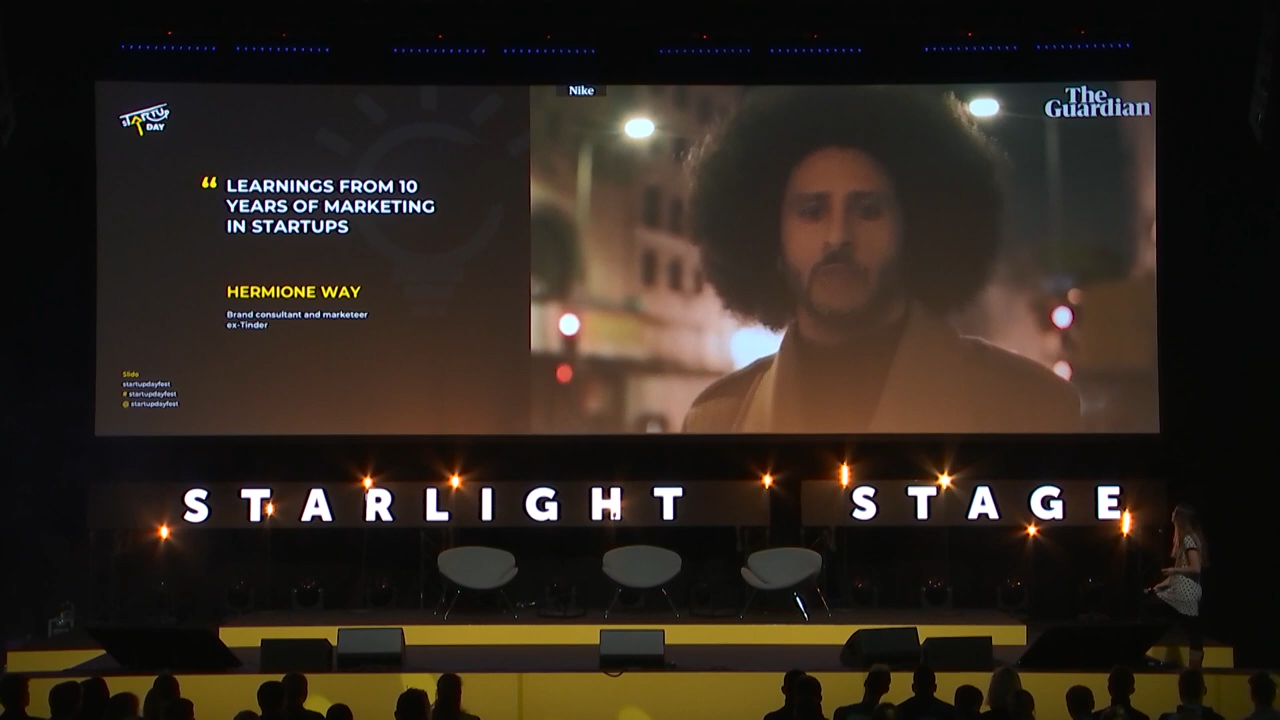 STARTUP
DAY
“ LEARNINGS FROM 10
YEARS OF MARKETING
IN STARTUPS
HERMIONE WAY
Brand consultant and marketeer
ex-Tinder
Slido
startupdayfest
# startupdayfest
@ startupdayfest
Nike
The
Guardian
STARLIGHT STAGE